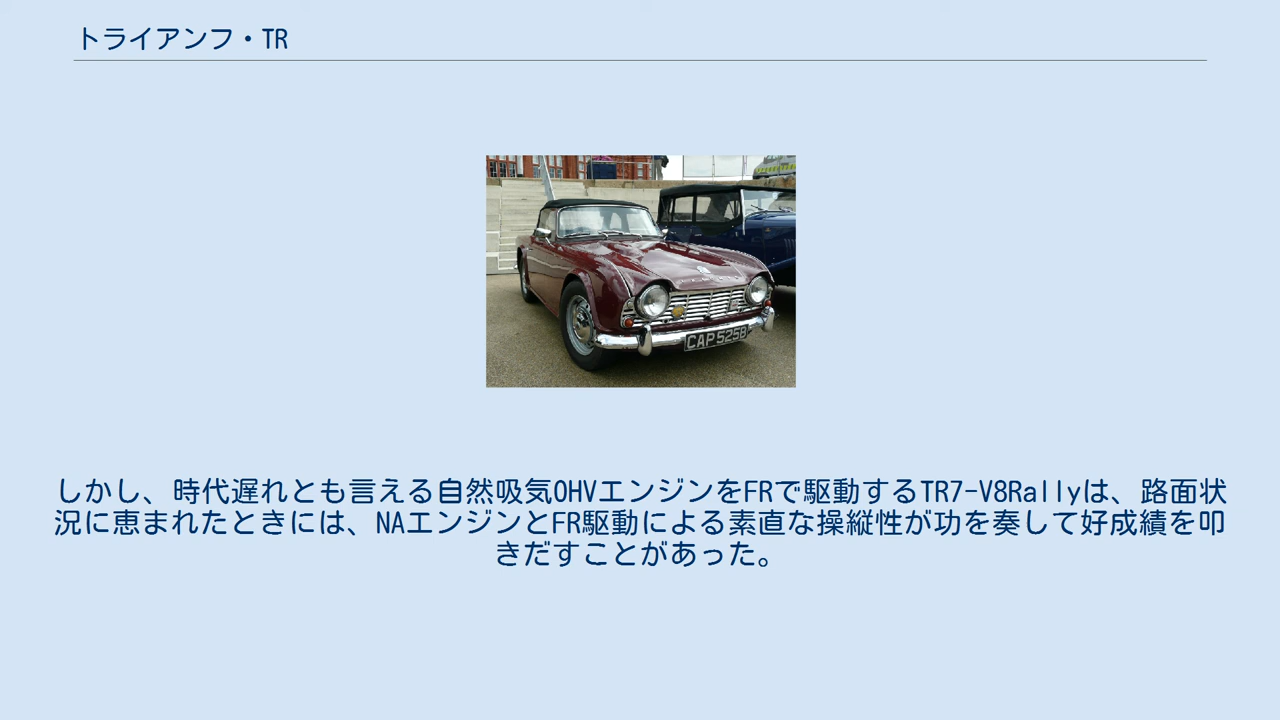 トライアンフ・TR
CAP 525B
しかし、時代遅れとも言える自然吸気OHVエンジンをFRで駆動するTR7-V8Rallyは、路面状
況に恵まれたときには、NAエンジンとFR駆動による素直な操縦性が功を奏して好成績を叩
きだすことがあった。